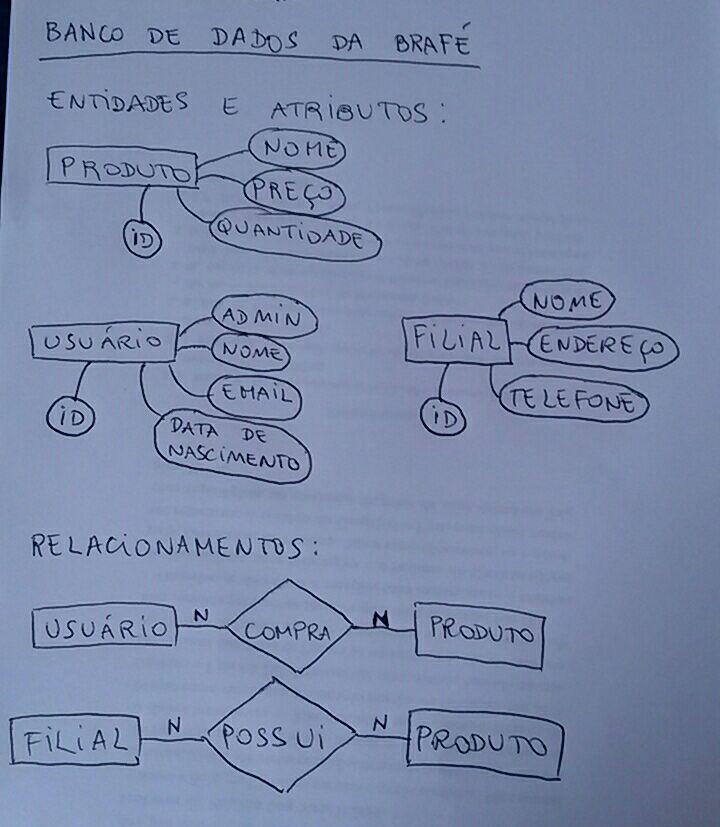 BANCO DE DADOS DA BRAFÉ
ENTIDADES E ATRIBUTOS:
PRODUTO
NOME
PREÇO
QUANTIDADE
ID
USUÁRIO
ADMIN
NOME
EMAIL
DATA DE
NASCIMENTO
ID
FILIAL
NOME
ENDEREÇO
TELEFONE
ID
RELACIONAMENTOS:
USUÁRIO N COMPRA N PRODUTO
FILIAL N POSSUI N PRODUTO